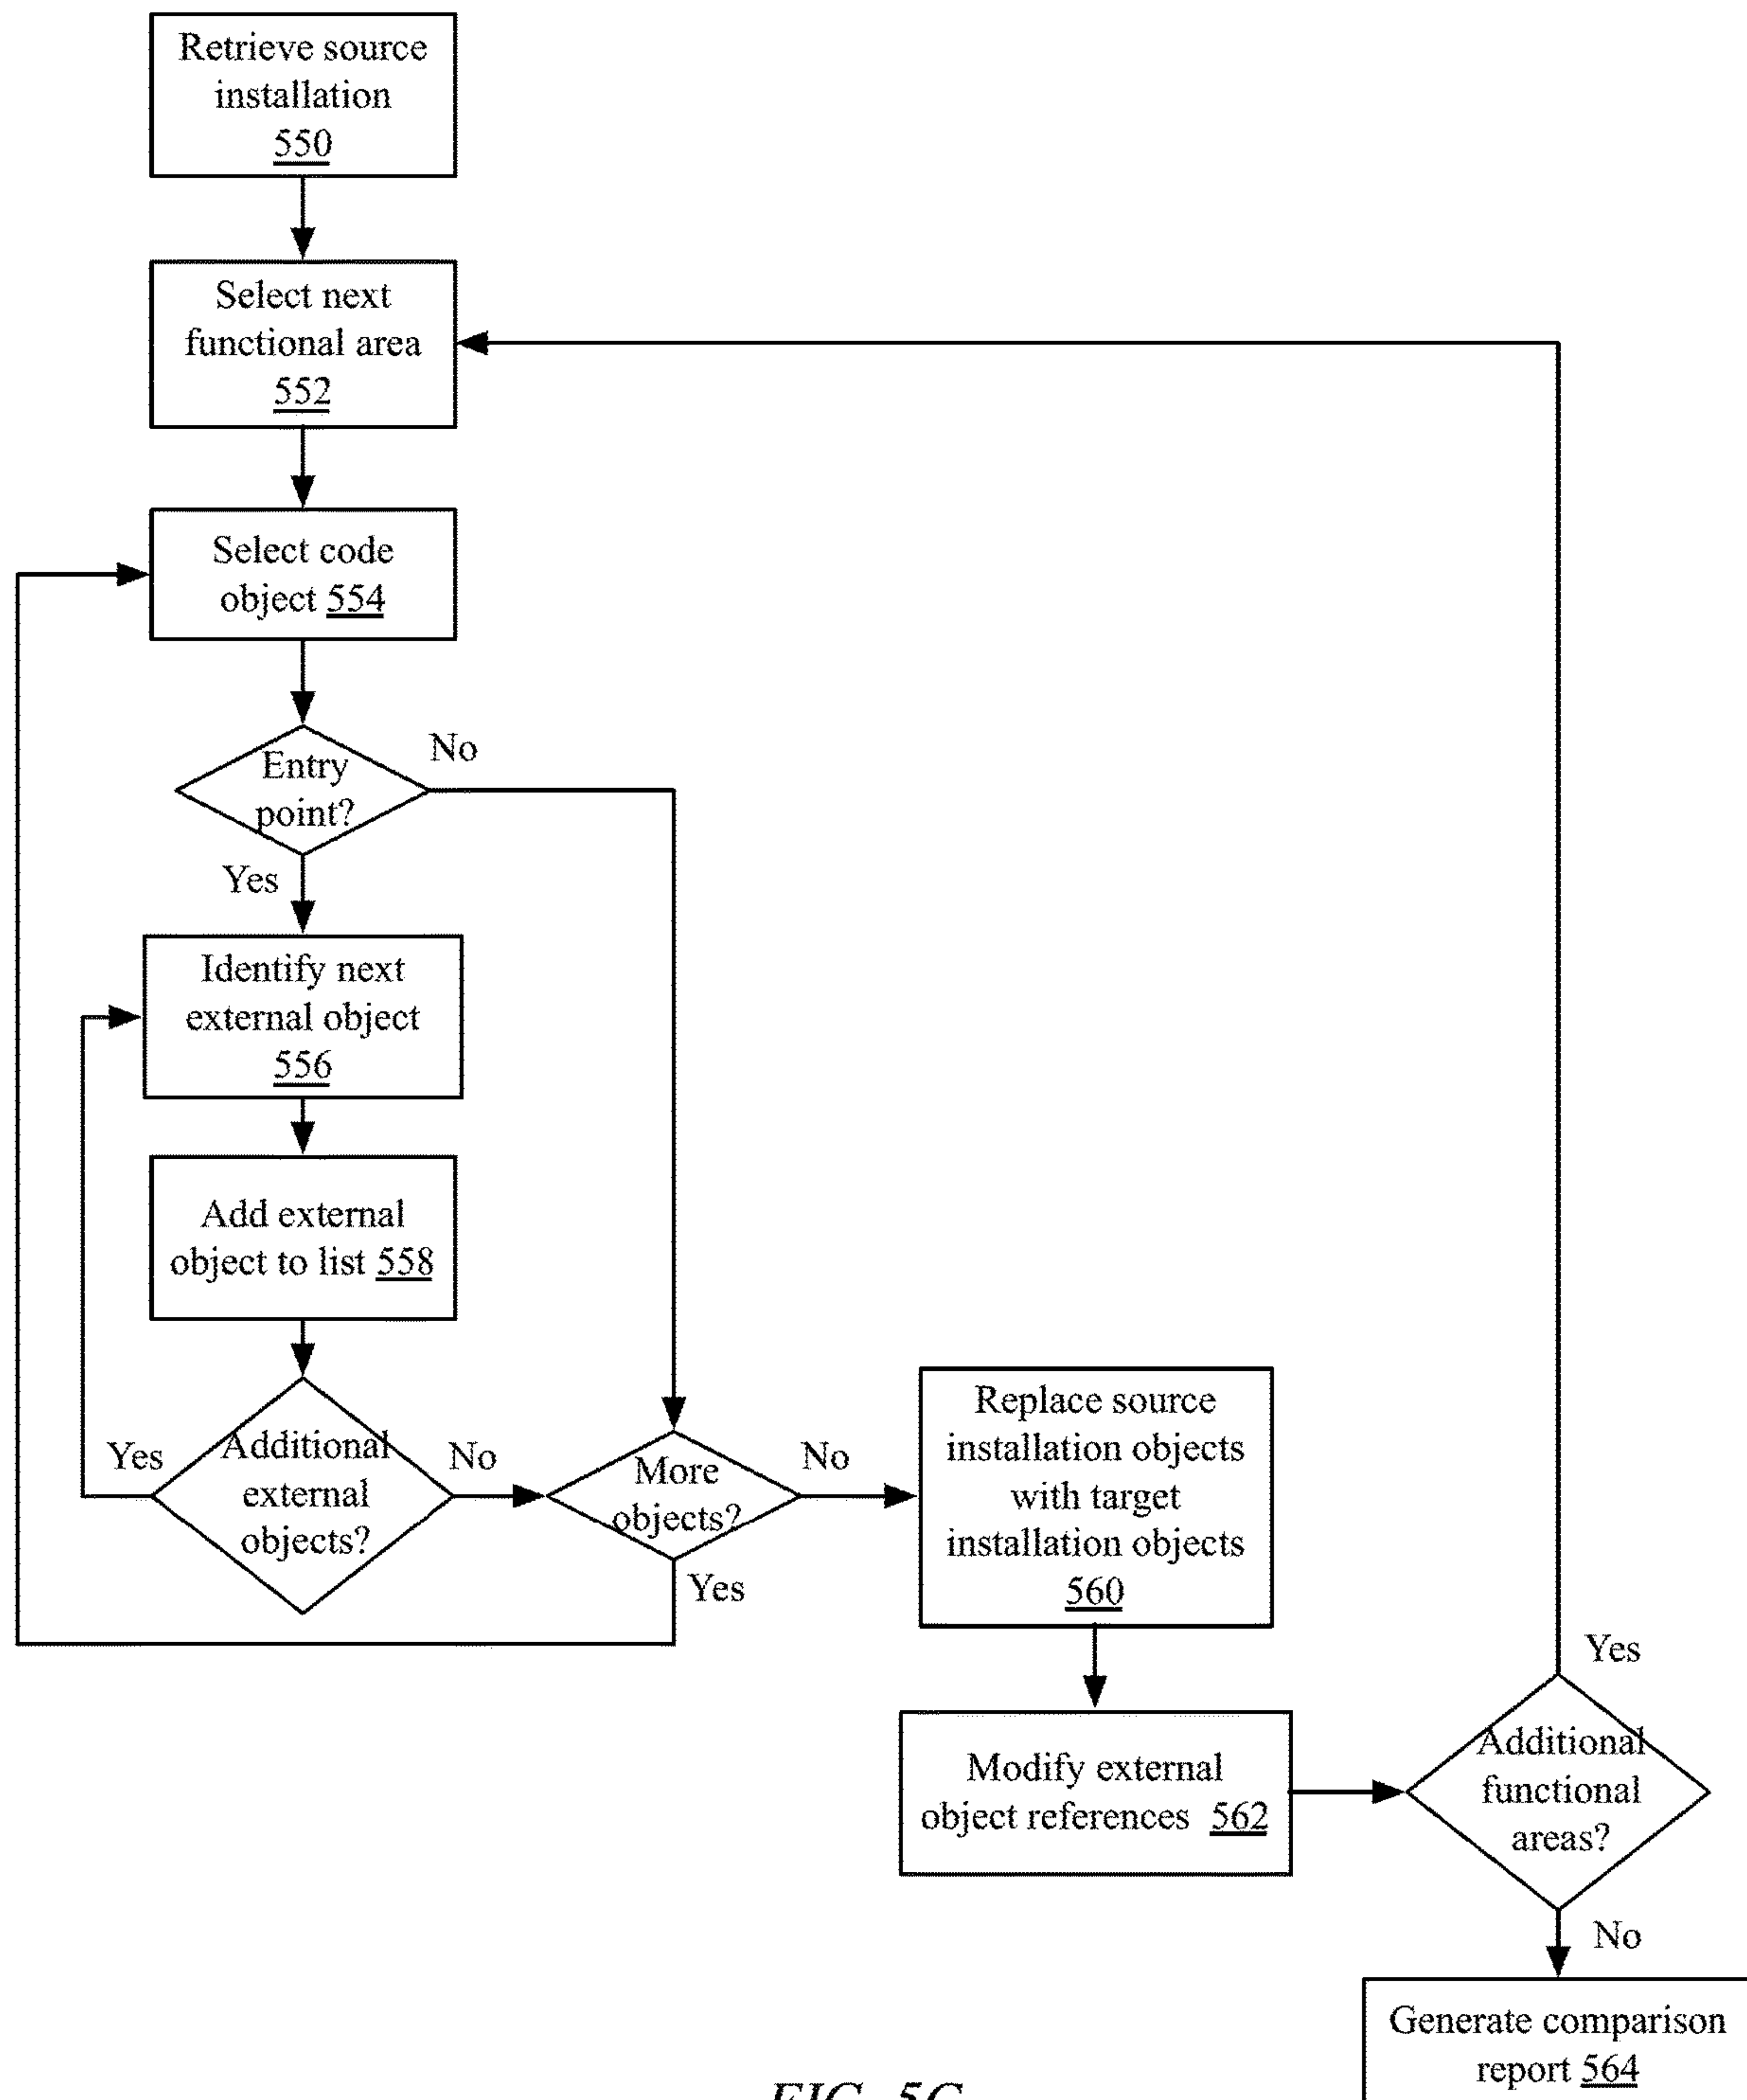 Retrieve source
installation
550
Select next
functional area
552
Select code
object 554
Entry
point?
No
Yes
Identify next
external object
556
Add external
object to list 558
Additional
external
objects?
Yes
No
More
objects?
No
Yes
Replace source
installation objects
with target
installation objects
560
Modify external
object references 562
Additional
functional
areas?
Yes
No
Generate comparison
report 564
FIG. 5C